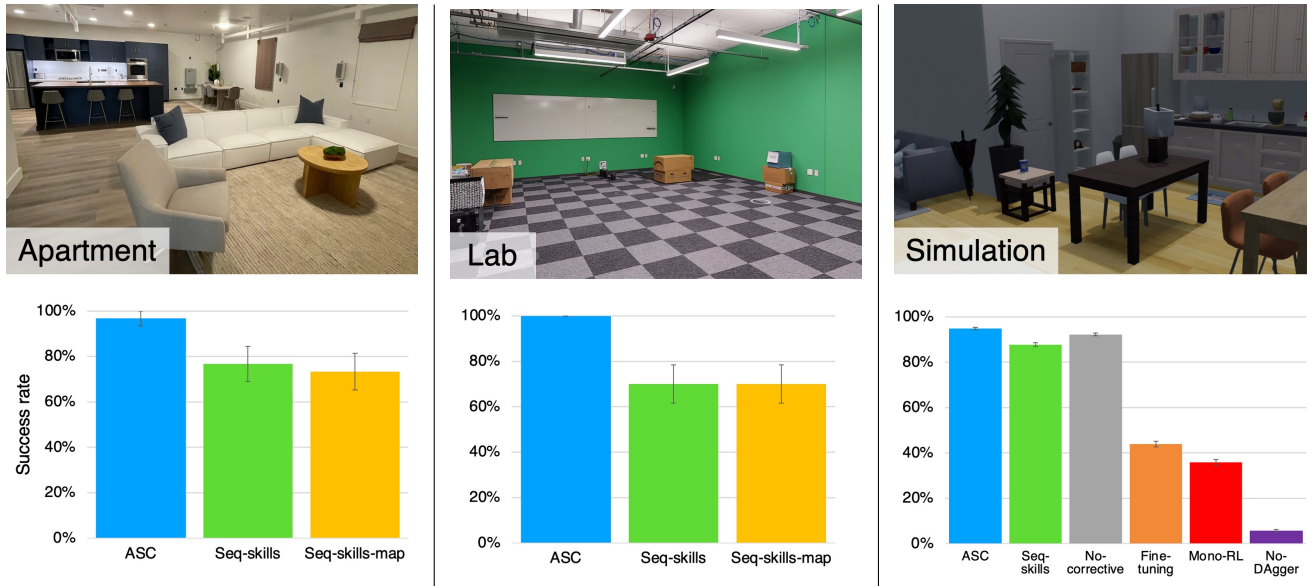 Apartment
Lab
Simulation
Success rate
100%
80%
60%
40%
20%
0%
ASC
Seq-skills
Seq-skills-map
100%
80%
60%
40%
20%
0%
ASC
Seq-skills
Seq-skills-map
100%
80%
60%
40%
20%
0%
ASC
Seq-
skills
No-
corrective
Fine-
tuning
Mono-RL
No-
DAgger